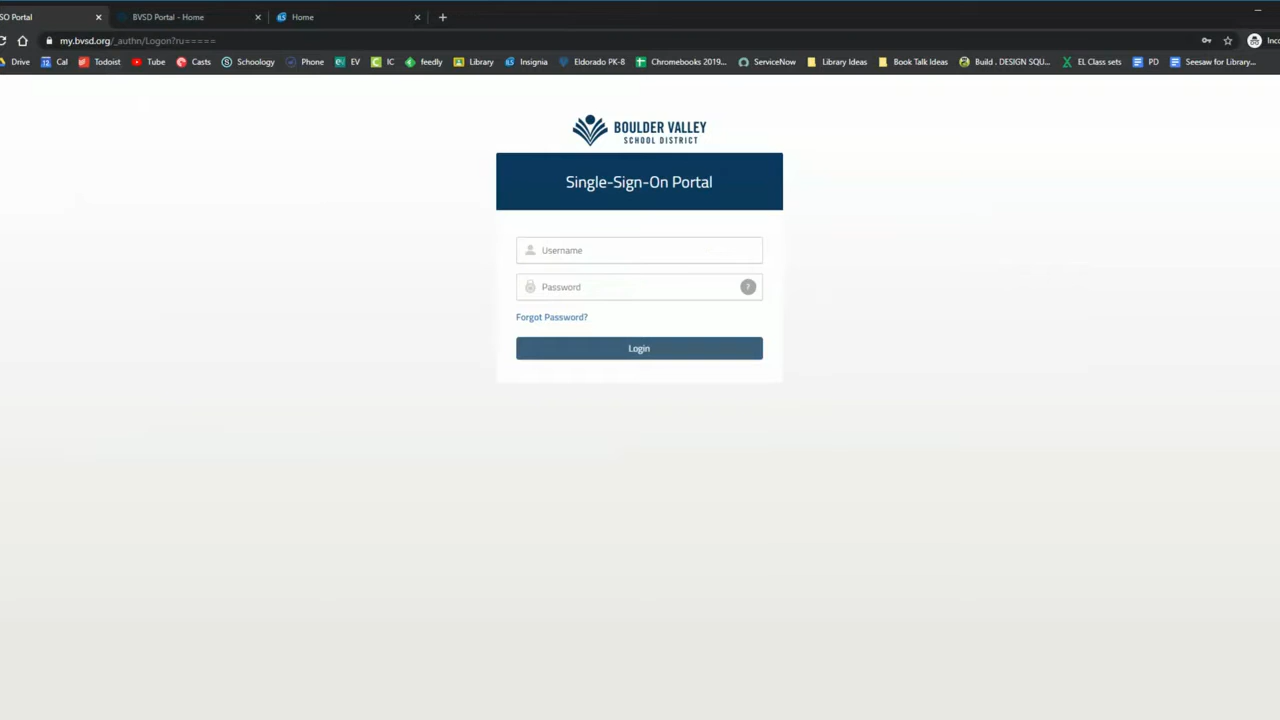 SO Portal
BVSD Portal - Home
Home
my.bvsd.org/_authn/Logon?ru=====
Drive Cal Todoist Tube Casts Schoology Phone EV IC feedly Library Insignia Eldorado PK-8 Chromebooks 2019... ServiceNow Library Ideas Book Talk Ideas Build . DESIGN SQU... EL Class sets PD Seesaw for Library...
BOULDER VALLEY
SCHOOL DISTRICT
Single-Sign-On Portal
Username
Password
?
Forgot Password?
Login